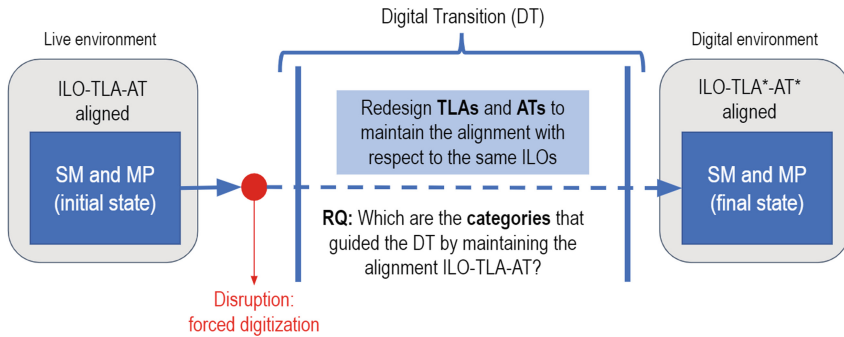 Digital Transition (DT)
Live environment
Digital environment
ILO-TLA-AT
aligned
SM and MP
(initial state)
Redesign TLAs and ATs to
maintain the alignment with
respect to the same ILOs
RQ: Which are the categories that
guided the DT by maintaining the
alignment ILO-TLA-AT?
Disruption:
forced digitization
ILO-TLA*-AT*
aligned
SM and MP
(final state)